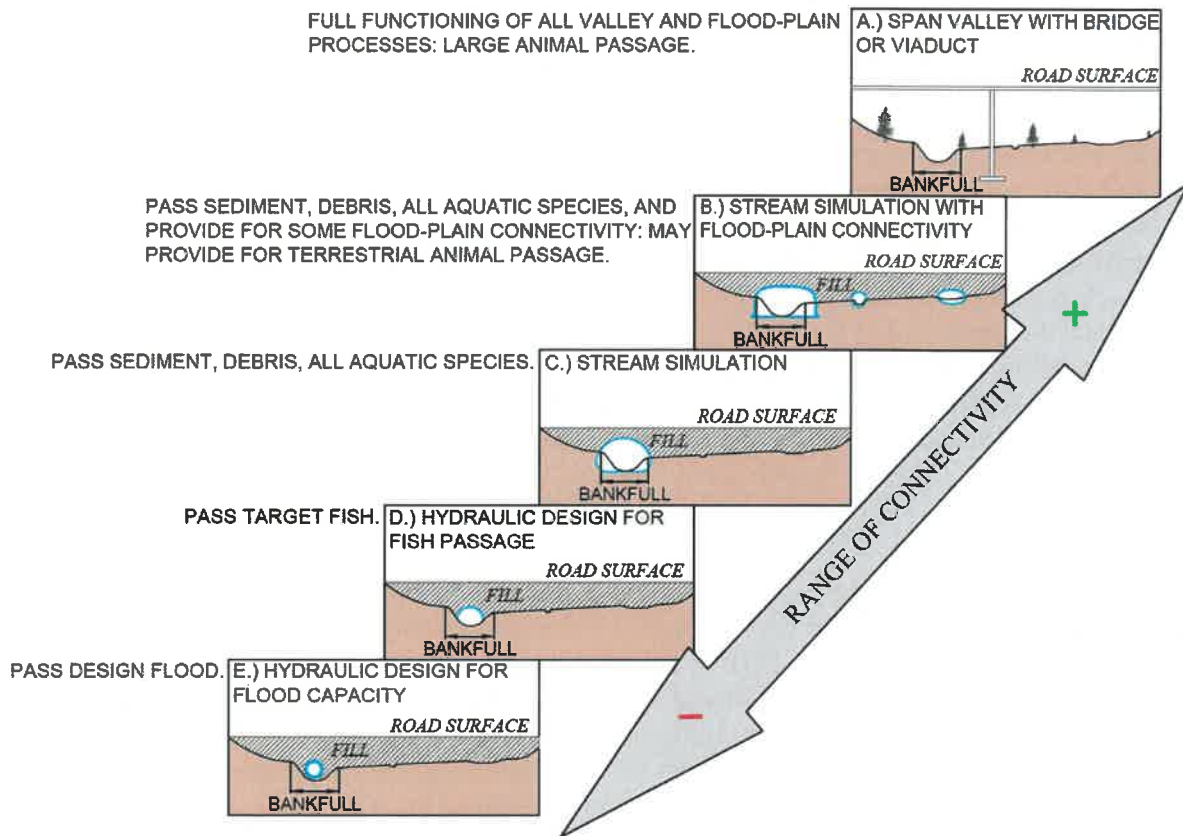 FULL FUNCTIONING OF ALL VALLEY AND FLOOD-PLAIN
PROCESSES: LARGE ANIMAL PASSAGE.
A.) SPAN VALLEY WITH BRIDGE
OR VIADUCT
ROAD SURFACE
BANKFULL
PASS SEDIMENT, DEBRIS, ALL AQUATIC SPECIES, AND
PROVIDE FOR SOME FLOOD-PLAIN CONNECTIVITY: MAY
PROVIDE FOR TERRESTRIAL ANIMAL PASSAGE.
B.) STREAM SIMULATION WITH
FLOOD-PLAIN CONNECTIVITY
ROAD SURFACE
FILL
BANKFULL
PASS SEDIMENT, DEBRIS, ALL AQUATIC SPECIES.
C.) STREAM SIMULATION
ROAD SURFACE
FILL
BANKFULL
PASS TARGET FISH.
D.) HYDRAULIC DESIGN FOR
FISH PASSAGE
ROAD SURFACE
FILL
BANKFULL
PASS DESIGN FLOOD.
E.) HYDRAULIC DESIGN FOR
FLOOD CAPACITY
ROAD SURFACE
FILL
BANKFULL
+
RANGE OF CONNECTIVITY
−